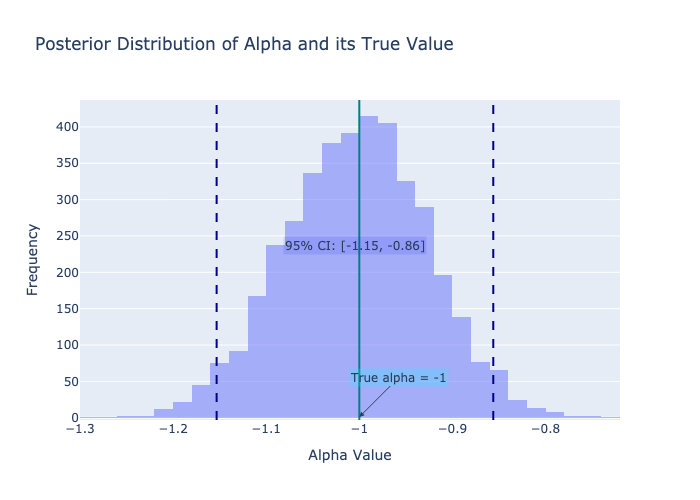 Posterior Distribution of Alpha and its True Value
Frequency
400
350
300
250
200
150
100
50
0
95% CI: [-1.15, -0.86]
True alpha = -1
−1.3 −1.2 −1.1 −1 −0.9 −0.8
Alpha Value